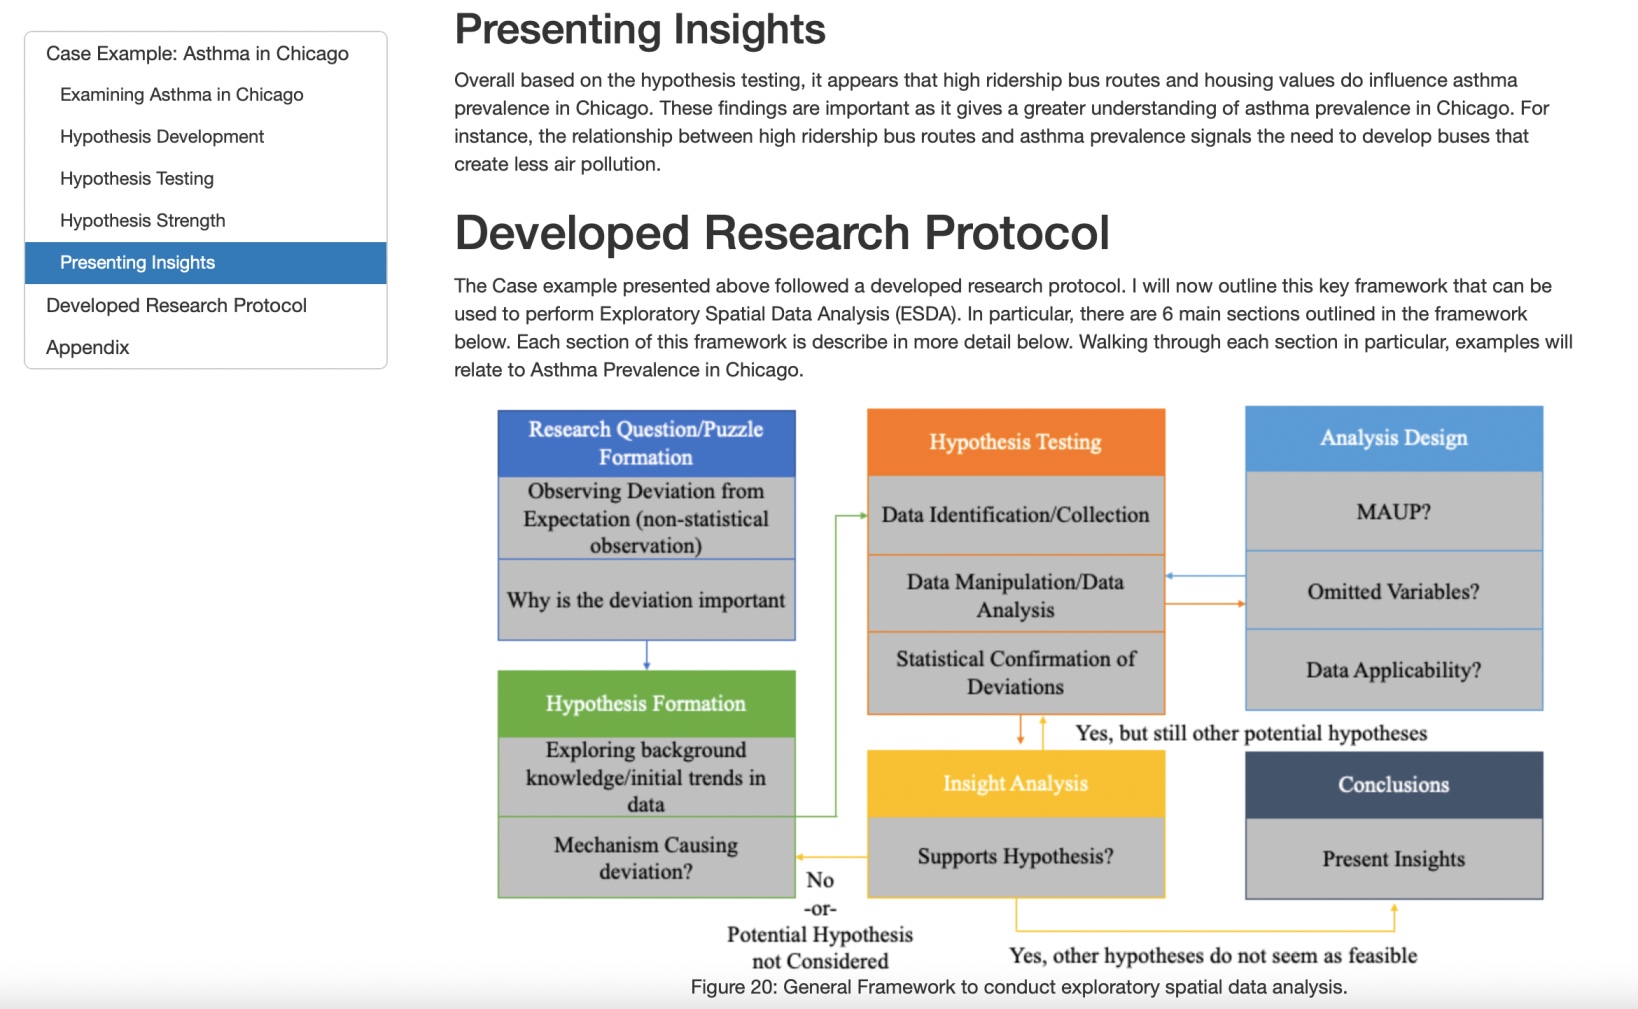 Case Example: Asthma in Chicago
Examining Asthma in Chicago
Hypothesis Development
Hypothesis Testing
Hypothesis Strength
Presenting Insights
Developed Research Protocol
Appendix
Presenting Insights
Overall based on the hypothesis testing, it appears that high ridership bus routes and housing values do influence asthma
prevalence in Chicago. These findings are important as it gives a greater understanding of asthma prevalence in Chicago. For
instance, the relationship between high ridership bus routes and asthma prevalence signals the need to develop buses that
create less air pollution.
Developed Research Protocol
The Case example presented above followed a developed research protocol. I will now outline this key framework that can be
used to perform Exploratory Spatial Data Analysis (ESDA). In particular, there are 6 main sections outlined in the framework
below. Each section of this framework is describe in more detail below. Walking through each section in particular, examples will
relate to Asthma Prevalence in Chicago.
Research Question/Puzzle
Formation
Observing Deviation from
Expectation (non-statistical
observation)
Why is the deviation important
Hypothesis Formation
Exploring background
knowledge/initial trends in
data
Mechanism Causing
deviation?
Hypothesis Testing
Data Identification/Collection
Data Manipulation/Data
Analysis
Statistical Confirmation of
Deviations
Analysis Design
MAUP?
Omitted Variables?
Data Applicability?
Yes, but still other potential hypotheses
Insight Analysis
Supports Hypothesis?
Conclusions
Present Insights
No
-or-
Potential Hypothesis
not Considered
Yes, other hypotheses do not seem as feasible
Figure 20: General Framework to conduct exploratory spatial data analysis.